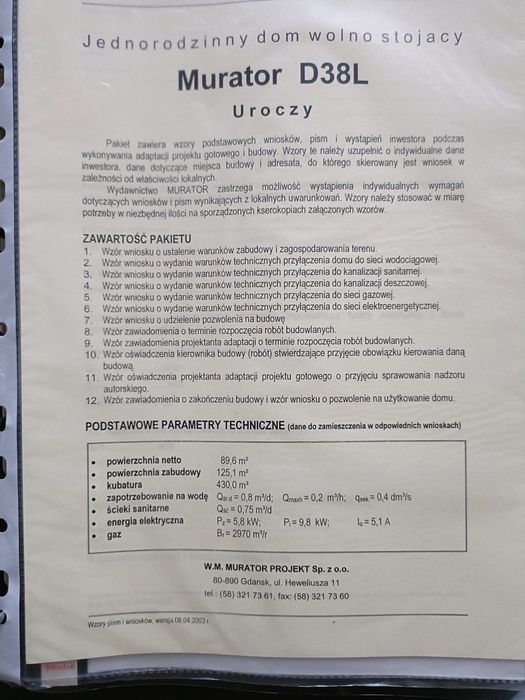 Jednorodzinny dom wolno stojacy
Murator D38L
Uroczy
Pakiet zawiera wzory podstawowych wniosków, pism i wystąpień inwestora podczas
wykonywania adaptacji projektu gotowego i budowy. Wzory te należy uzupełnić o indywidualne dane
inwestora, dane dotyczące miejsca budowy i adresata, do którego skierowany jest wniosek w
zależności od właściwości lokalnych.
Wydawnictwo MURATOR zastrzega możliwość wystąpienia indywidualnych wymagań
dotyczących wniosków i pism wynikających z lokalnych uwarunkowań. Wzory należy stosować w miarę
potrzeby w niezbędnej ilości na sporządzonych kserokopiach załączonych wzorów.
ZAWARTOŚĆ PAKIETU
1. Wzór wniosku o ustalenie warunków zabudowy i zagospodarowania terenu.
2. Wzór wniosku o wydanie warunków technicznych przyłączenia domu do sieci wodociągowej.
3. Wzór wniosku o wydanie warunków technicznych przyłączenia do kanalizacji sanitarnej.
4. Wzór wniosku o wydanie warunków technicznych przyłączenia do kanalizacji deszczowej.
5. Wzór wniosku o wydanie warunków technicznych przyłączenia do sieci gazowej.
6. Wzór wniosku o wydanie warunków technicznych przyłączenia do sieci elektroenergetycznej.
7. Wzór wniosku o udzielenie pozwolenia na budowę
8. Wzór zawiadomienia o terminie rozpoczęcia robót budowlanych.
9. Wzór zawiadomienia projektanta adaptacji o terminie rozpoczęcia robót budowlanych.
10. Wzór oświadczenia kierownika budowy (robót) stwierdzające przyjęcie obowiązku kierowania daną
budową.
11. Wzór oświadczenia projektanta adaptacji projektu gotowego o przyjęciu sprawowania nadzoru
autorskiego.
12. Wzór zawiadomienia o zakończeniu budowy i wzór wniosku o pozwolenie na użytkowanie domu.
PODSTAWOWE PARAMETRY TECHNICZNE (dane do zamieszczenia w odpowiednich wnioskach)
• powierzchnia netto 89,6 m²
• powierzchnia zabudowy 125,1 m²
• kubatura 430,0 m³
• zapotrzebowanie na wodę Qśr d = 0,8 m³/d; Qmaxh = 0,2 m³/h; qsek = 0,4 dm³/s
• ścieki sanitarne Qśc = 0,75 m³/d
• energia elektryczna Pz = 5,8 kW; Pi = 9,8 kW; Io = 5,1 A
• gaz Br = 2970 m³/r
W.M. MURATOR PROJEKT Sp. z o.o.
80-890 Gdańsk, ul. Heweliusza 11
tel.: (58) 321 73 61, fax: (58) 321 73 60
Wzory pism i wniosków, wersja 08.04.2003 r.